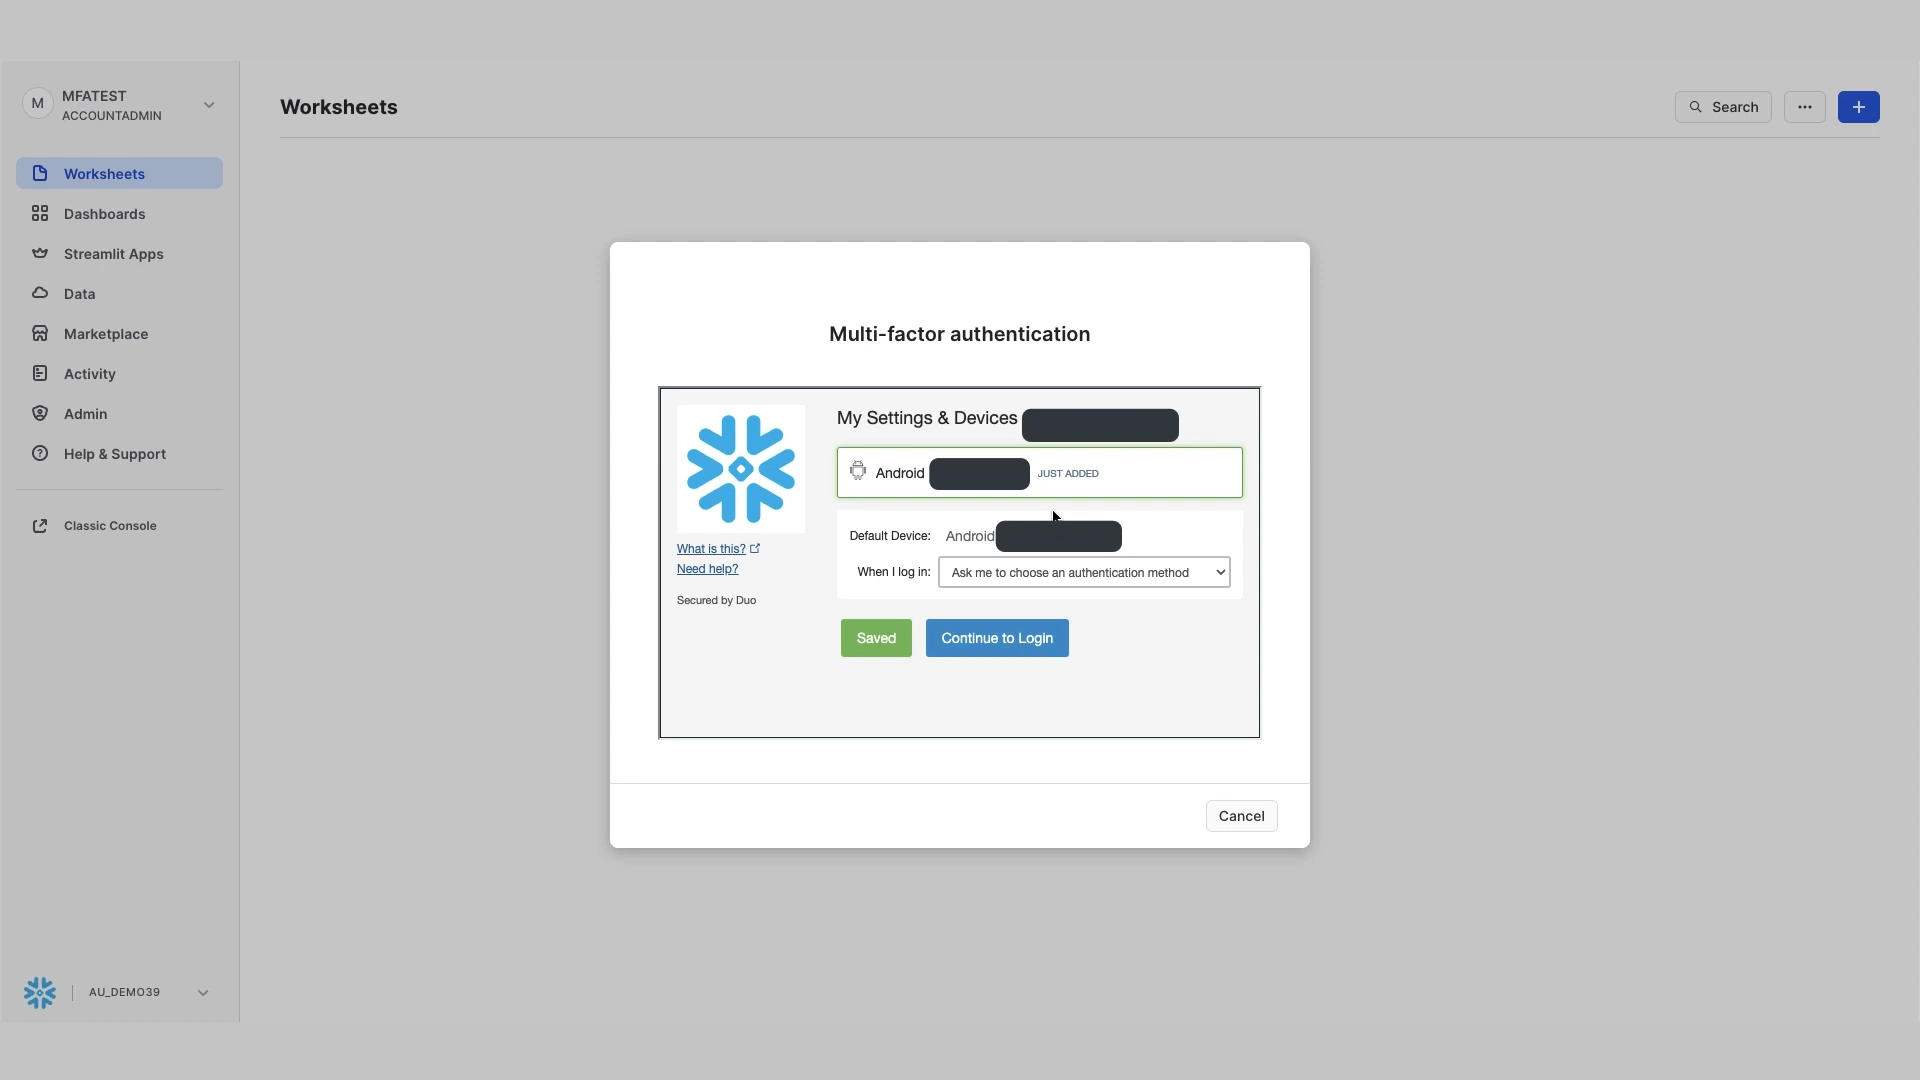 M
MFATEST
ACCOUNTADMIN
Worksheets
Dashboards
Streamlit Apps
Data
Marketplace
Activity
Admin
Help & Support
Classic Console
AU_DEMO39
Worksheets
Search
Multi-factor authentication
What is this?
Need help?
Secured by Duo
My Settings & Devices
Android JUST ADDED
Default Device: Android
When I log in: Ask me to choose an authentication method
Saved Continue to Login
Cancel